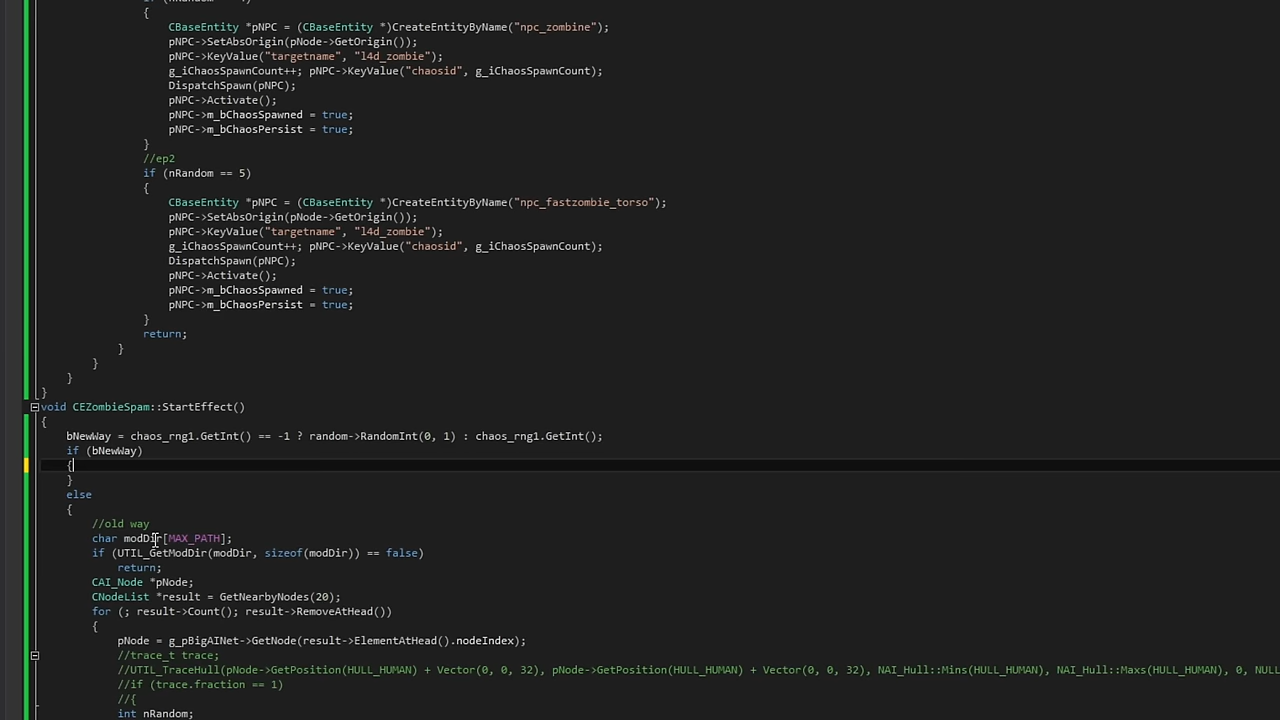 {
CBaseEntity *pNPC = (CBaseEntity *)CreateEntityByName("npc_zombine");
pNPC->SetAbsOrigin(pNode->GetOrigin());
pNPC->KeyValue("targetname", "l4d_zombie");
g_iChaosSpawnCount++; pNPC->KeyValue("chaosid", g_iChaosSpawnCount);
DispatchSpawn(pNPC);
pNPC->Activate();
pNPC->m_bChaosSpawned = true;
pNPC->m_bChaosPersist = true;
}
//ep2
if (nRandom == 5)
{
CBaseEntity *pNPC = (CBaseEntity *)CreateEntityByName("npc_fastzombie_torso");
pNPC->SetAbsOrigin(pNode->GetOrigin());
pNPC->KeyValue("targetname", "l4d_zombie");
g_iChaosSpawnCount++; pNPC->KeyValue("chaosid", g_iChaosSpawnCount);
DispatchSpawn(pNPC);
pNPC->Activate();
pNPC->m_bChaosSpawned = true;
pNPC->m_bChaosPersist = true;
}
return;
}
}
}
}
void CEZombieSpam::StartEffect()
{
bNewWay = chaos_rng1.GetInt() == -1 ? random->RandomInt(0, 1) : chaos_rng1.GetInt();
if (bNewWay)
{
}
else
{
//old way
char modDir[MAX_PATH];
if (UTIL_GetModDir(modDir, sizeof(modDir)) == false)
return;
CAI_Node *pNode;
CNodeList *result = GetNearbyNodes(20);
for (; result->Count(); result->RemoveAtHead())
{
pNode = g_pBigAINet->GetNode(result->ElementAtHead().nodeIndex);
//trace_t trace;
//UTIL_TraceHull(pNode->GetPosition(HULL_HUMAN) + Vector(0, 0, 32), pNode->GetPosition(HULL_HUMAN) + Vector(0, 0, 32), NAI_Hull::Mins(HULL_HUMAN), NAI_Hull::Maxs(HULL_HUMAN), 0, NULL
//if (trace.fraction == 1)
//{
int nRandom;